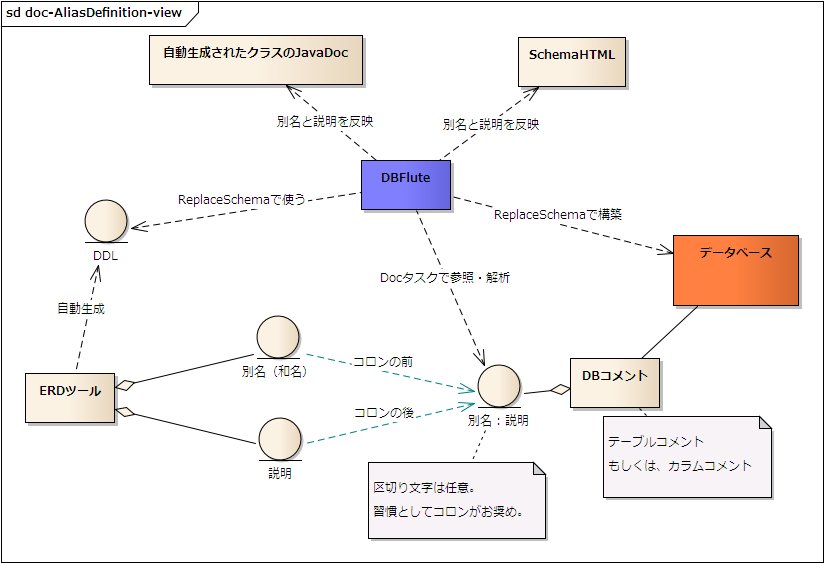 sd doc-AliasDefinition-view
自動生成されたクラスのJavaDoc
SchemaHTML
別名と説明を反映
別名と説明を反映
DBFlute
ReplaceSchemaで使う
ReplaceSchemaで構築
DDL
データベース
Docタスクで参照・解析
自動生成
別名（和名）
コロンの前
ERDツール
DBコメント
コロンの後
別名：説明
説明
テーブルコメント
もしくは、カラムコメント
区切り文字は任意。
習慣としてコロンがお奨め。